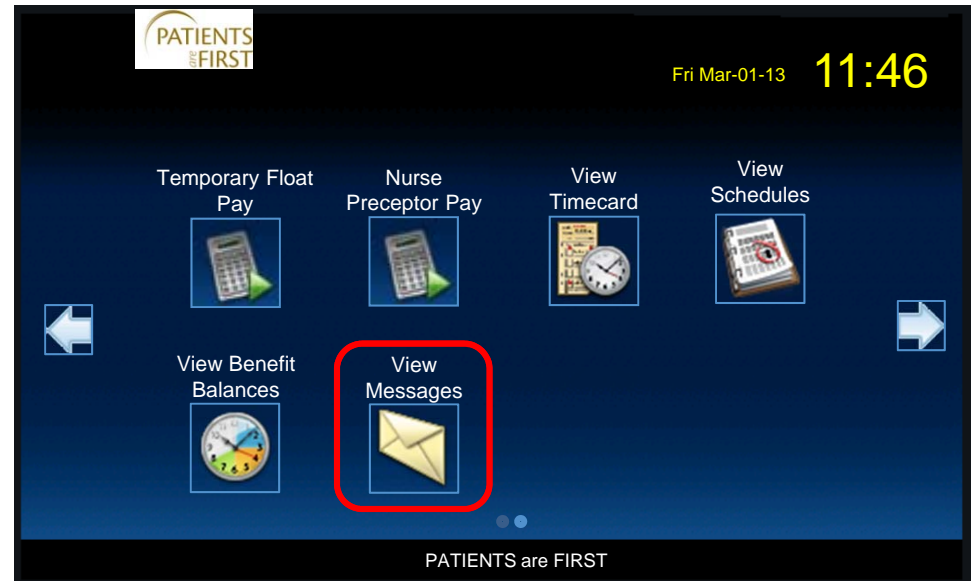 PATIENTS
are FIRST
Fri Mar-01-13 11:46
Temporary Float
Pay
Nurse
Preceptor Pay
View
Timecard
View
Schedules
View Benefit
Balances
View
Messages
PATIENTS are FIRST